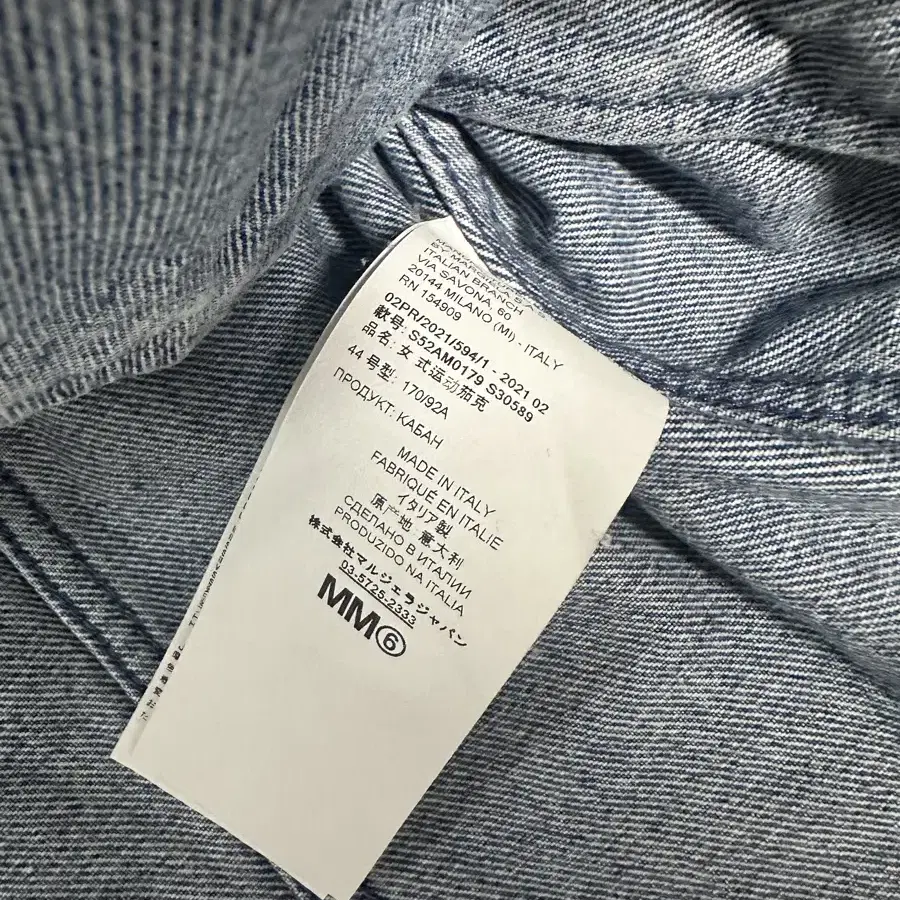 BY MARGIELA
ITALIAN BRANCH
VIA SAVONA, 60
20144 MILANO (MI) - ITALY
RN 154909
02PR/2021/594/1 - 2021 02
款号: S52AM0179 S30589
品名: 女式运动茄克
44 号型: 170/92A
ПРОДУКТ: КАБАН
MADE IN ITALY
FABRIQUÉ EN ITALIE
イタリア製
原产地: 意大利
СДЕЛАНО В ИТАЛИИ
PRODUZIDO NA ITALIA
株式会社マルジェラジャパン
03-5725-2333
MM6